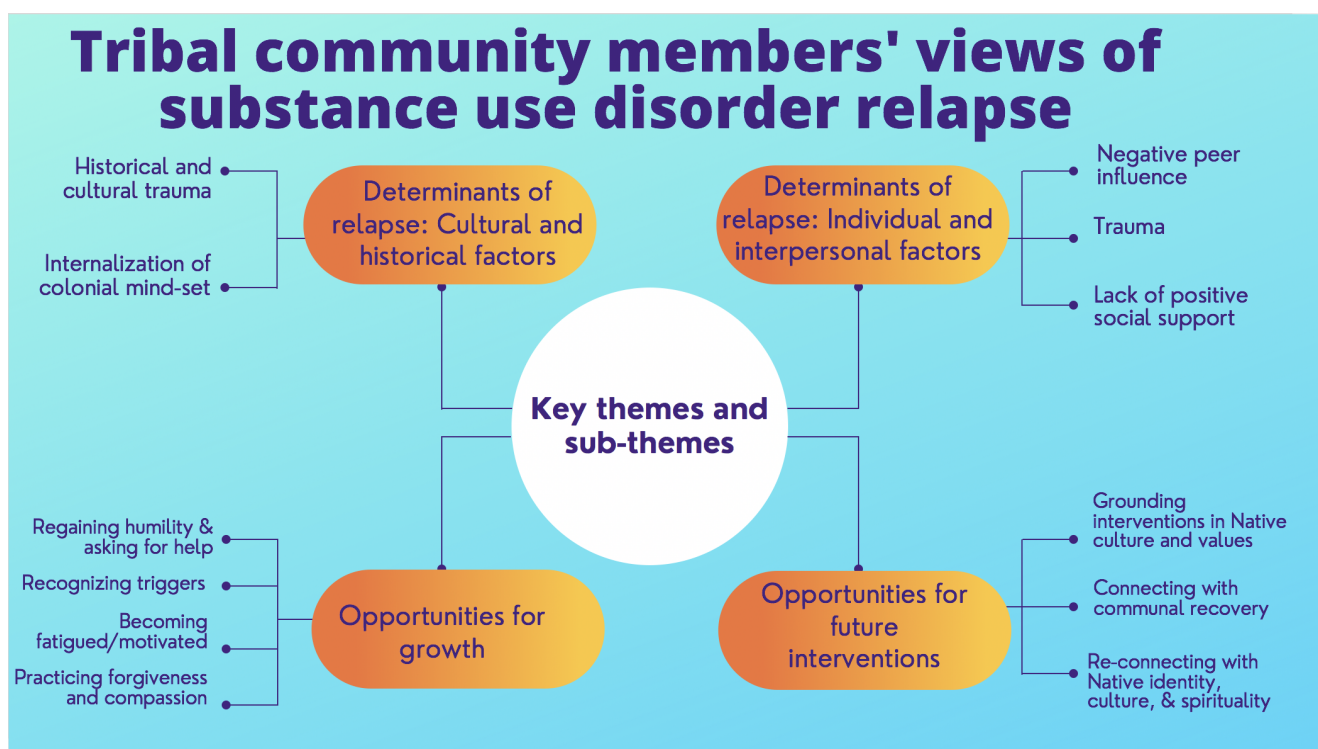 Tribal community members' views of
substance use disorder relapse
Historical and
cultural trauma
Internalization of
colonial mind-set
Determinants of
relapse: Cultural and
historical factors
Determinants of
relapse: Individual and
interpersonal factors
Negative peer
influence
Trauma
Lack of positive
social support
Key themes and
sub-themes
Regaining humility &
asking for help
Recognizing triggers
Becoming
fatigued/motivated
Practicing forgiveness
and compassion
Opportunities for
growth
Opportunities for
future
interventions
Grounding
interventions in Native
culture and values
Connecting with
communal recovery
Re-connecting with
Native identity,
culture, & spirituality